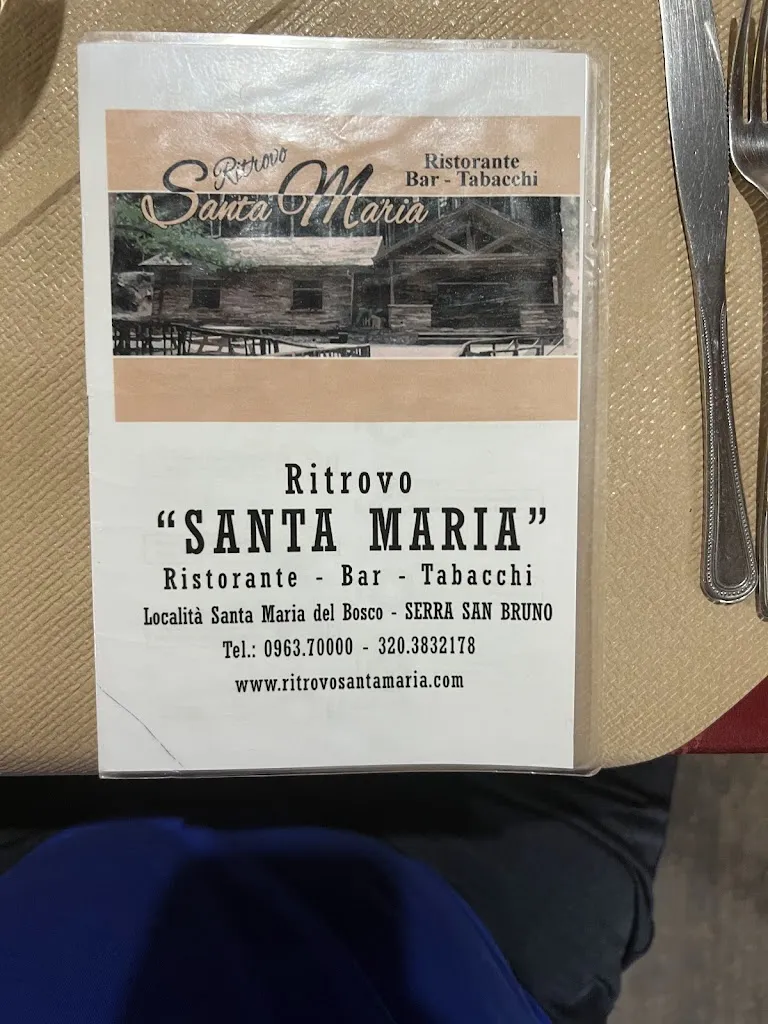 Ritrovo
Santa Maria
Ristorante
Bar - Tabacchi
Ritrovo
“SANTA MARIA”
Ristorante - Bar - Tabacchi
Località Santa Maria del Bosco - SERRA SAN BRUNO
Tel.: 0963.70000 - 320.3832178
www.ritrovosantamaria.com